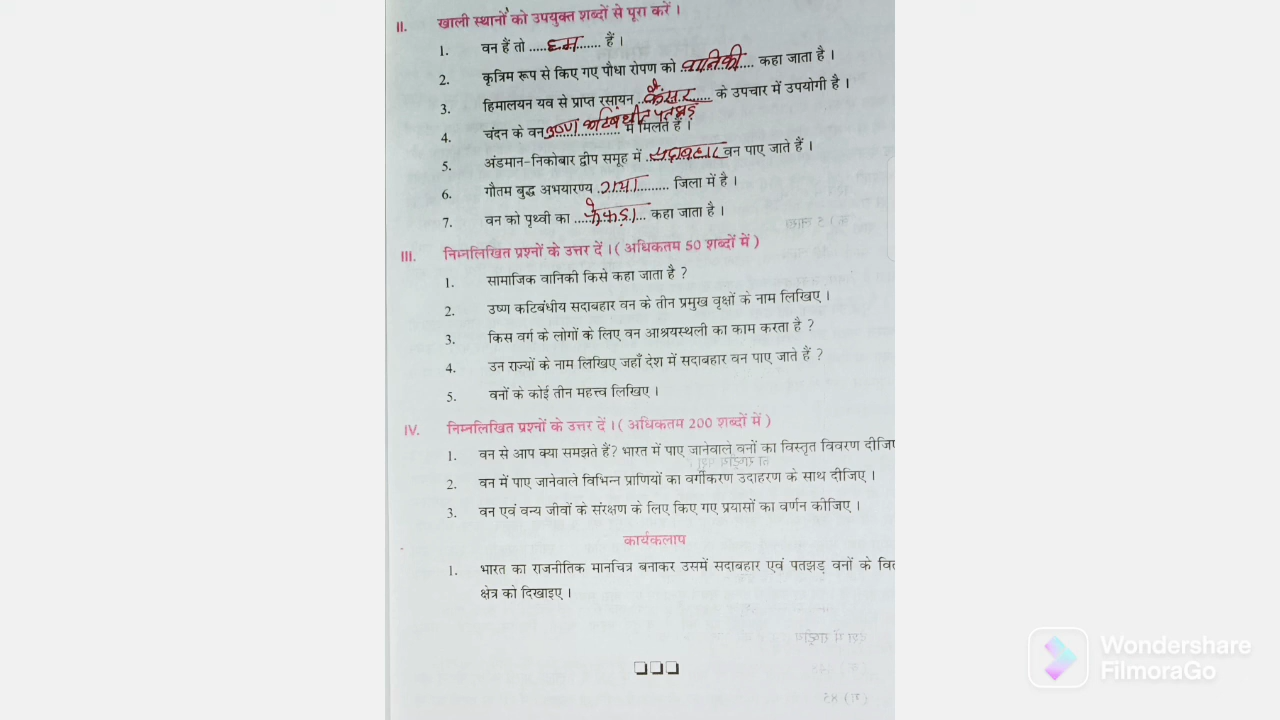 II. खाली स्थानों को उपयुक्त शब्दों से पूरा करें ।
1. वन हैं तो ..... हम ...... हैं ।
2. कृत्रिम रूप से किए गए पौधा रोपण को वानिकी कहा जाता है ।
3. हिमालयन यव से प्राप्त रसायन कैंसर के उपचार में उपयोगी है ।
4. चंदन के वन उष्ण कटिबंधीय पतझड़ में मिलते हैं ।
5. अंडमान-निकोबार द्वीप समूह में सदाबहार वन पाए जाते हैं ।
6. गौतम बुद्ध अभयारण्य गया जिला में है ।
7. वन को पृथ्वी का फेफड़ा कहा जाता है ।
III. निम्नलिखित प्रश्नों के उत्तर दें । ( अधिकतम 50 शब्दों में )
1. सामाजिक वानिकी किसे कहा जाता है ?
2. उष्ण कटिबंधीय सदाबहार वन के तीन प्रमुख वृक्षों के नाम लिखिए ।
3. किस वर्ग के लोगों के लिए वन आश्रयस्थली का काम करता है ?
4. उन राज्यों के नाम लिखिए जहाँ देश में सदाबहार वन पाए जाते हैं ?
5. वनों के कोई तीन महत्त्व लिखिए ।
IV. निम्नलिखित प्रश्नों के उत्तर दें । ( अधिकतम 200 शब्दों में )
1. वन से आप क्या समझते हैं? भारत में पाए जानेवाले वनों का विस्तृत विवरण
2. वन में पाए जानेवाले विभिन्न प्राणियों का वर्गीकरण उदाहरण के साथ दीजिए ।
3. वन एवं वन्य जीवों के संरक्षण के लिए किए गए प्रयासों का वर्णन कीजिए ।
कार्यकलाप
1. भारत का राजनीतिक मानचित्र बनाकर उसमें सदाबहार एवं पतझड़ वनों के
क्षेत्र को दिखाइए ।
Wondershare
FilmoraGo